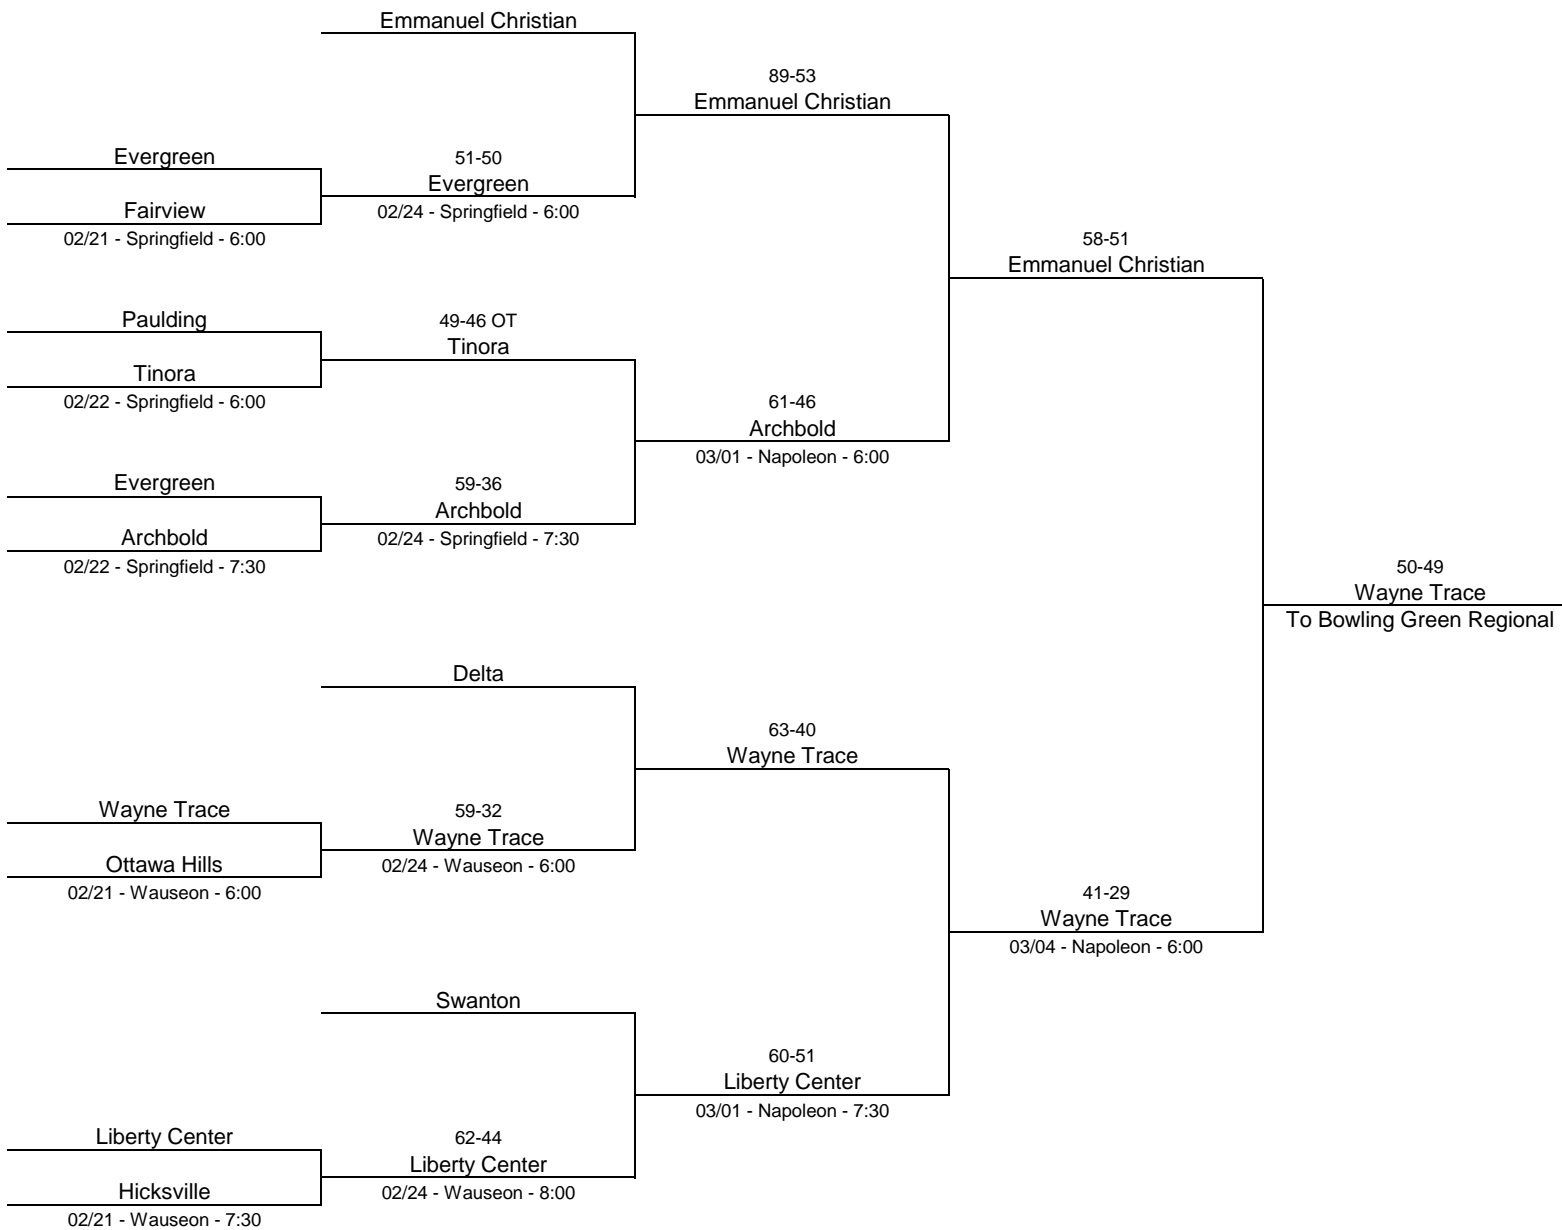 Emmanuel Christian
89-53
Emmanuel Christian
Evergreen
51-50
Evergreen
Fairview
02/24 - Springfield - 6:00
02/21 - Springfield - 6:00
58-51
Emmanuel Christian
Paulding
49-46 OT
Tinora
Tinora
02/22 - Springfield - 6:00
61-46
Archbold
03/01 - Napoleon - 6:00
Evergreen
59-36
Archbold
Archbold
02/24 - Springfield - 7:30
02/22 - Springfield - 7:30
50-49
Wayne Trace
To Bowling Green Regional
Delta
63-40
Wayne Trace
Wayne Trace
59-32
Wayne Trace
Ottawa Hills
02/24 - Wauseon - 6:00
02/21 - Wauseon - 6:00
41-29
Wayne Trace
03/04 - Napoleon - 6:00
Swanton
60-51
Liberty Center
03/01 - Napoleon - 7:30
Liberty Center
62-44
Liberty Center
Hicksville
02/24 - Wauseon - 8:00
02/21 - Wauseon - 7:30